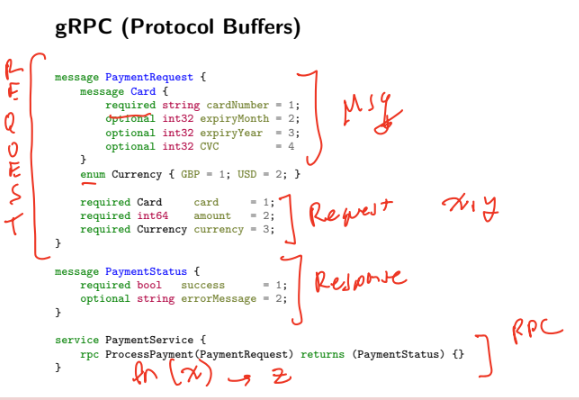 gRPC (Protocol Buffers)
REQUEST
message PaymentRequest {
    message Card {
        required string cardNumber = 1;
        optional int32 expiryMonth = 2;
        optional int32 expiryYear  = 3;
        optional int32 CVC         = 4
    }
    Msg
    enum Currency { GBP = 1; USD = 2; }
    required Card     card     = 1;
    required int64    amount   = 2;
    required Currency currency = 3;
}
Request x, y
message PaymentStatus {
    required bool   success      = 1;
    optional string errorMessage = 2;
}
Response
service PaymentService {
    rpc ProcessPayment(PaymentRequest) returns (PaymentStatus) {}
}
RPC
fn (x) → z